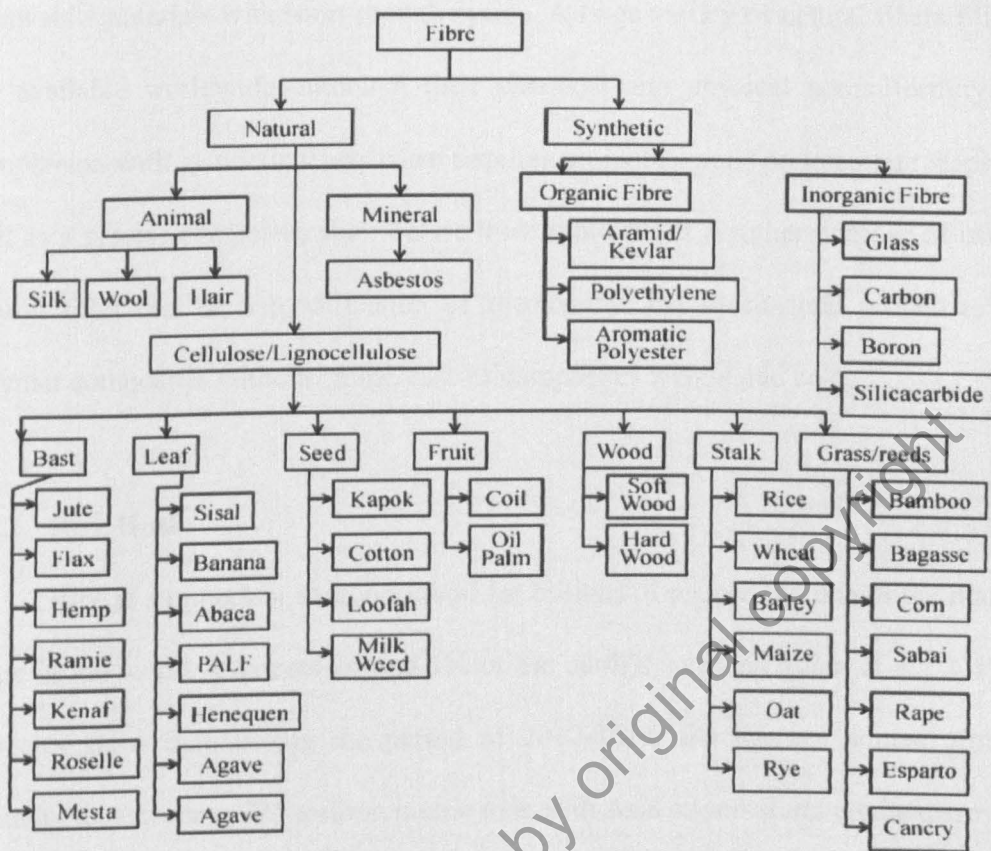 Fibre
Natural
Synthetic
Animal
Mineral
Organic Fibre
Inorganic Fibre
Silk
Wool
Hair
Asbestos
Aramid/
Kevlar
Polyethylene
Aromatic
Polyester
Glass
Carbon
Boron
Silicacarbide
Cellulose/Lignocellulose
Bast
Leaf
Seed
Fruit
Wood
Stalk
Grass/reeds
Jute
Flax
Hemp
Ramie
Kenaf
Roselle
Mesta
Sisal
Banana
Abaca
PALF
Henequen
Agave
Agave
Kapok
Cotton
Loofah
Milk
Weed
Coil
Oil
Palm
Soft
Wood
Hard
Wood
Rice
Wheat
Barley
Maize
Oat
Rye
Bamboo
Bagasse
Corn
Sabai
Rape
Esparto
Cancry
by original copyright